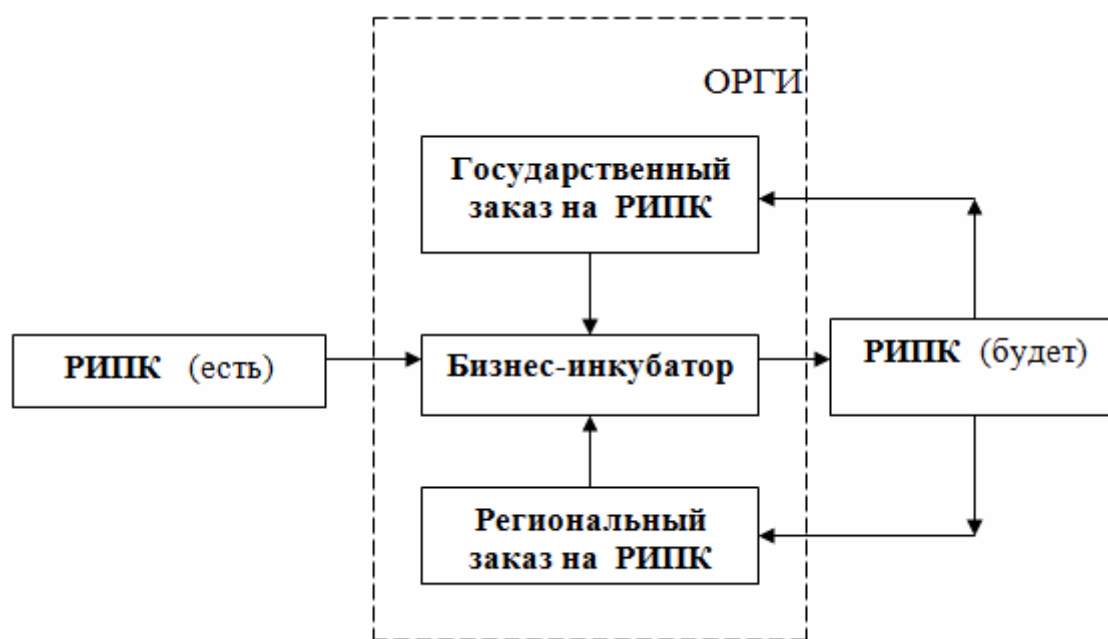 ОРГИ
Государственный
заказ на РИПК
РИПК (есть)
Бизнес-инкубатор
РИПК (будет)
Региональный
заказ на РИПК